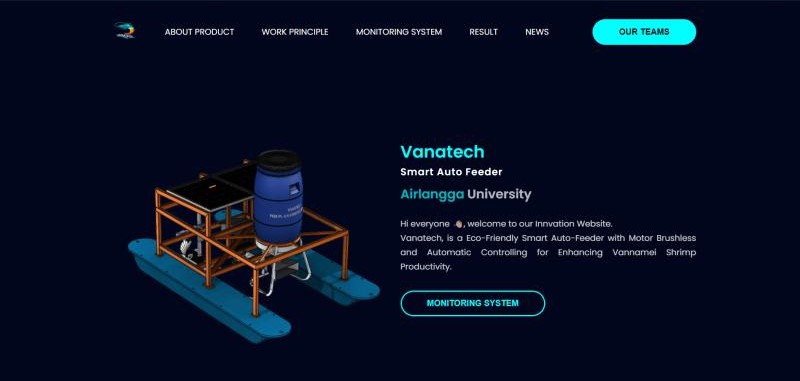 ABOUT PRODUCT
WORK PRINCIPLE
MONITORING SYSTEM
RESULT
NEWS
OUR TEAMS
Vanatech
Smart Auto Feeder
Airlangga University
Hi everyone 👋🏼, welcome to our Innvation Website.
Vanatech, is a Eco-Friendly Smart Auto-Feeder with Motor Brushless
and Automatic Controlling for Enhancing Vannamei Shrimp
Productivity.
MONITORING SYSTEM